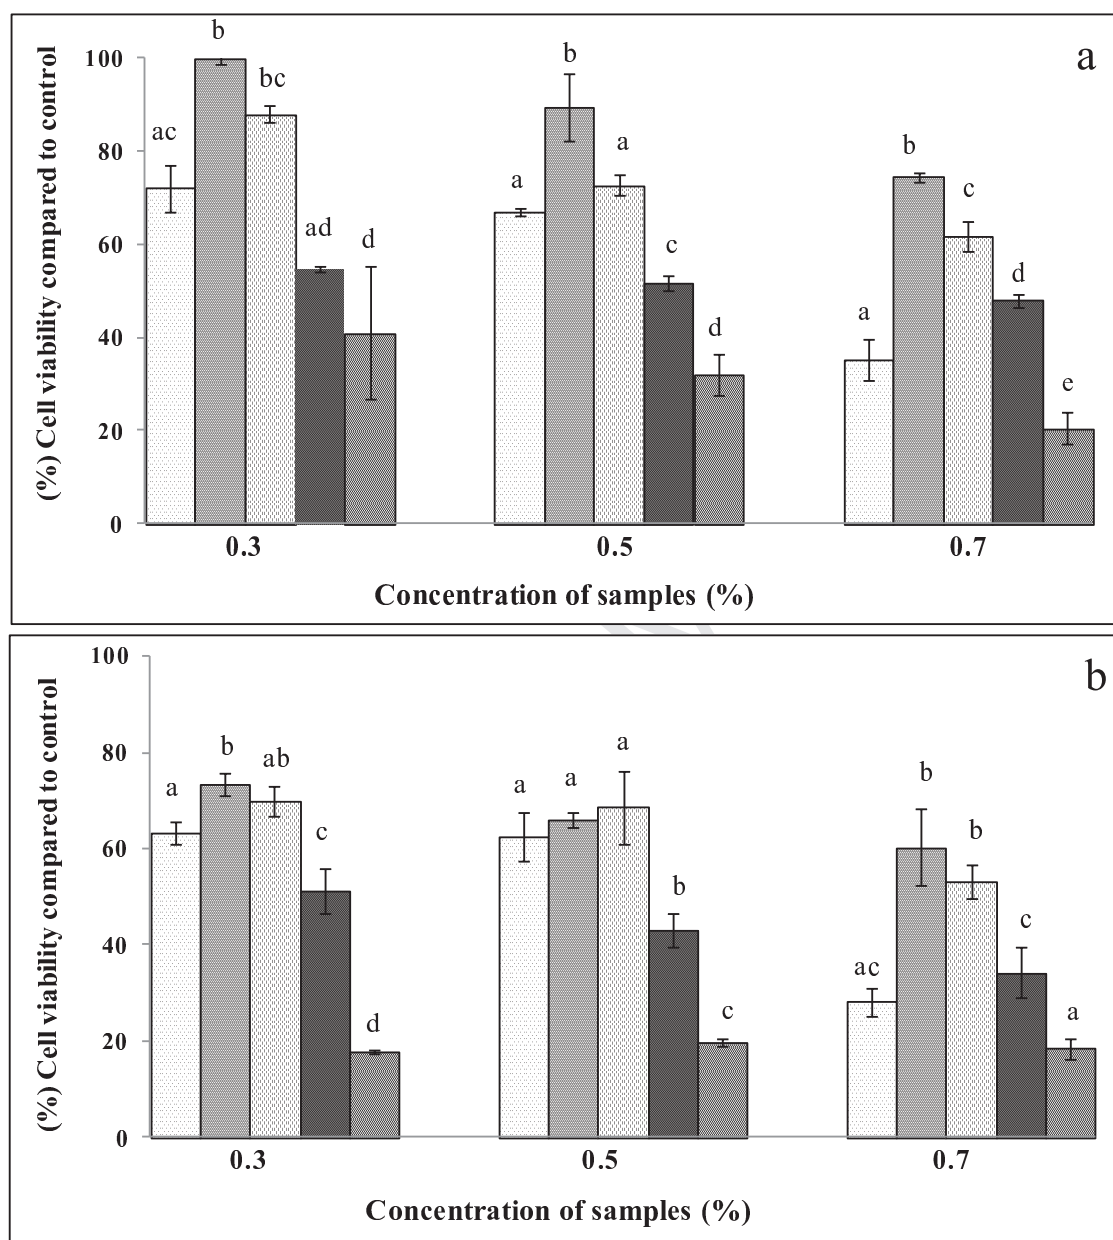 a
(%) Cell viability compared to control
100
80
60
40
20
0
ac
b
bc
ad
d
a
b
a
c
d
a
b
c
d
e
0.3
0.5
0.7
Concentration of samples (%)
b
(%) Cell viability compared to control
100
80
60
40
20
0
a
b
ab
c
d
a
a
a
b
c
ac
b
b
c
a
0.3
0.5
0.7
Concentration of samples (%)